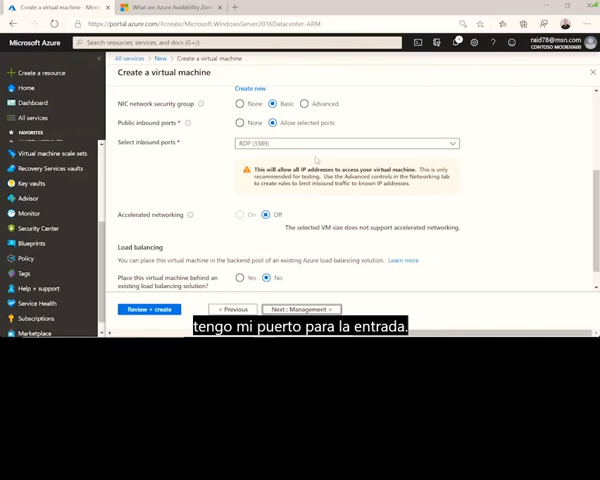 Create a virtual machine - Micros
What are Azure Availability Zon
https://portal.azure.com/#create/Microsoft.WindowsServer2016Datacenter-ARM
Microsoft Azure
Search resources, services, and docs (G+/)
raid78@msn.com
Create a resource
Home
Dashboard
All services
FAVORITES
Virtual machine scale sets
Recovery Services vaults
Key vaults
Advisor
Monitor
Security Center
Blueprints
Policy
Tags
Help + support
Service Health
Subscriptions
Marketplace
All services > New > Create a virtual machine
Create a virtual machine
Create new
NIC network security group
None Basic Advanced
Public inbound ports *
None Allow selected ports
Select inbound ports *
RDP (3389)
This will allow all IP addresses to access your virtual machine. This is only
recommended for testing. Use the Advanced controls in the Networking tab
to create rules to limit inbound traffic to known IP addresses.
Accelerated networking
On Off
The selected VM size does not support accelerated networking.
Load balancing
You can place this virtual machine in the backend pool of an existing Azure load balancing solution. Learn more
Place this virtual machine behind an
existing load balancing solution?
Yes No
Review + create
< Previous
Next : Management >
tengo mi puerto para la entrada.